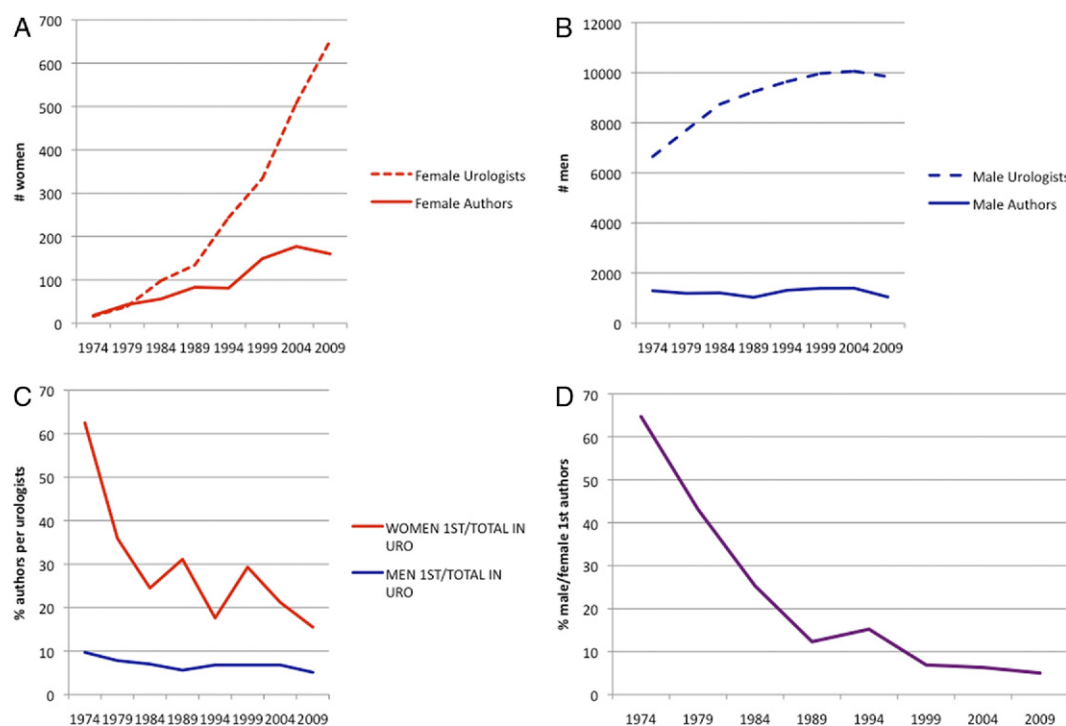 A
# women
700
600
500
400
300
200
100
0
1974 1979 1984 1989 1994 1999 2004 2009
Female Urologists
Female Authors
B
# men
12000
10000
8000
6000
4000
2000
0
1974 1979 1984 1989 1994 1999 2004 2009
Male Urologists
Male Authors
C
% authors per urologists
70
60
50
40
30
20
10
0
1974 1979 1984 1989 1994 1999 2004 2009
WOMEN 1ST/TOTAL IN
URO
MEN 1ST/TOTAL IN
URO
D
% male/female 1st authors
70
60
50
40
30
20
10
0
1974 1979 1984 1989 1994 1999 2004 2009